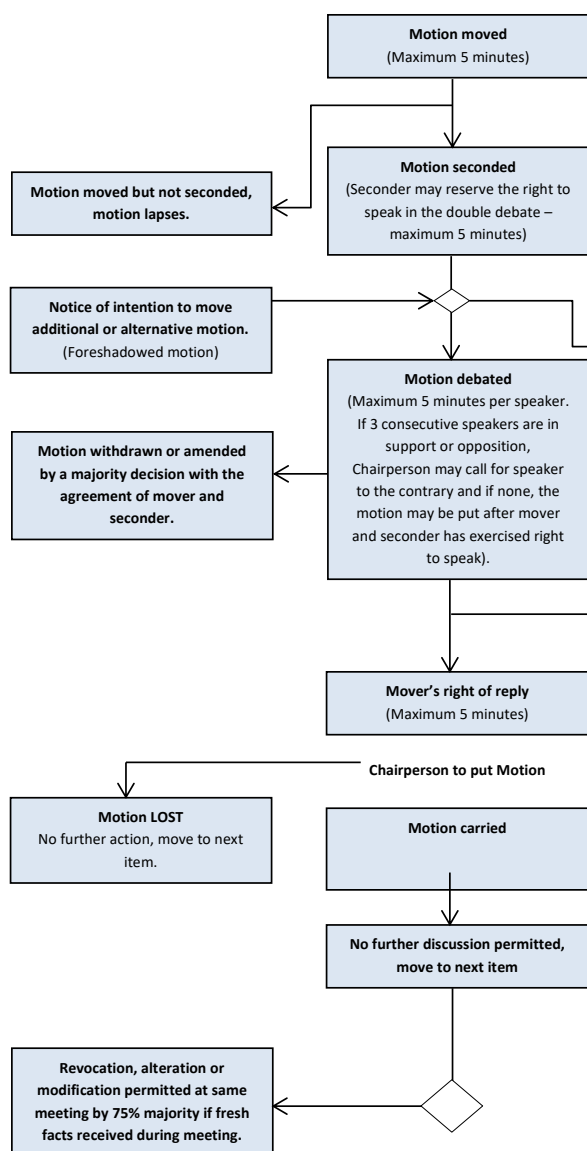 Motion moved
(Maximum 5 minutes)
Motion seconded
(Seconder may reserve the right to
speak in the double debate –
maximum 5 minutes)
Motion moved but not seconded,
motion lapses.
Notice of intention to move
additional or alternative motion.
(Foreshadowed motion)
Motion debated
(Maximum 5 minutes per speaker.
If 3 consecutive speakers are in
support or opposition,
Chairperson may call for speaker
to the contrary and if none, the
motion may be put after mover
and seconder has exercised right
to speak).
Motion withdrawn or amended
by a majority decision with the
agreement of mover and
seconder.
Mover’s right of reply
(Maximum 5 minutes)
Chairperson to put Motion
Motion LOST
No further action, move to next
item.
Motion carried
No further discussion permitted,
move to next item
Revocation, alteration or
modification permitted at same
meeting by 75% majority if fresh
facts received during meeting.